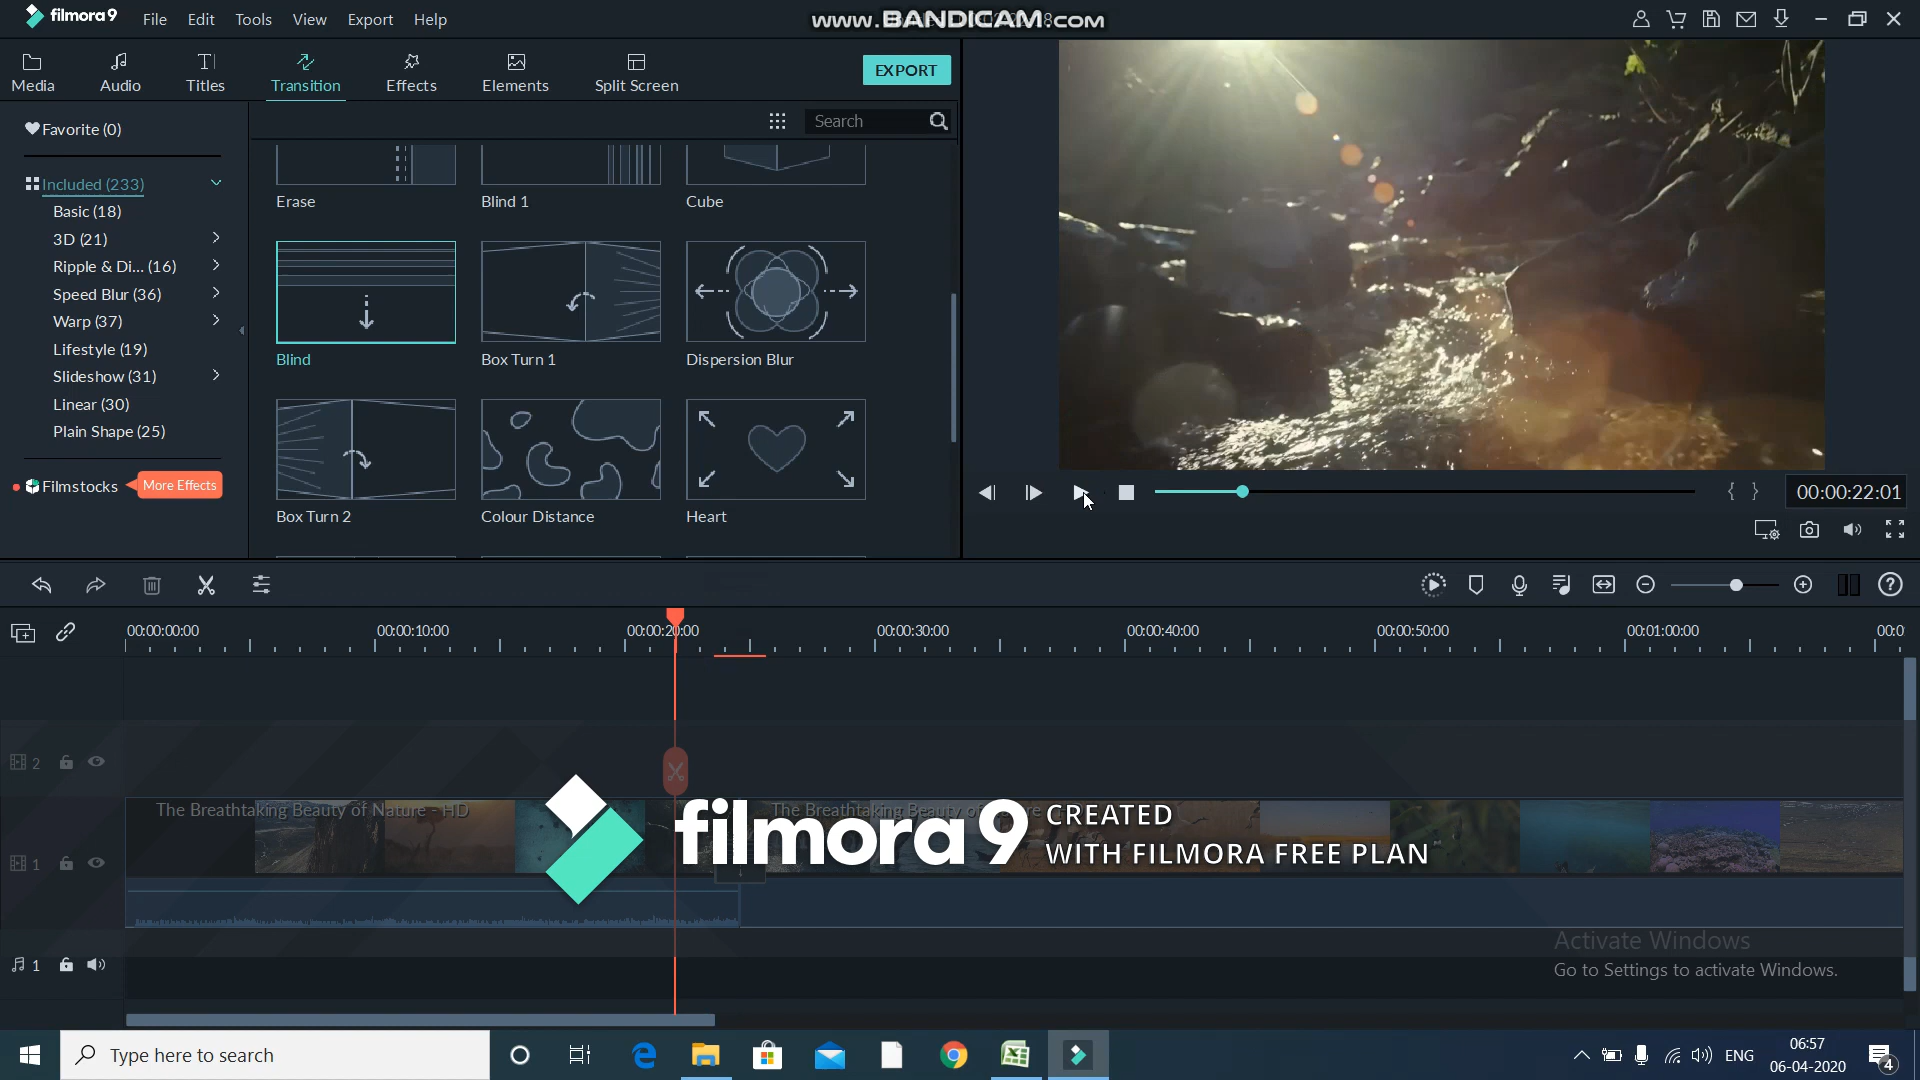 filmora9 File Edit Tools View Export Help
www.BANDICAM.com
Media Audio Titles Transition Effects Elements Split Screen EXPORT
Favorite (0)
Search
Included (233)
Basic (18)
3D (21)
Ripple & Di... (16)
Speed Blur (36)
Warp (37)
Lifestyle (19)
Slideshow (31)
Linear (30)
Plain Shape (25)
Filmstocks More Effects
Erase Blind 1 Cube
Blind Box Turn 1 Dispersion Blur
Box Turn 2 Colour Distance Heart
00:00:22:01
00:00:00:00 00:00:10:00 00:00:20:00 00:00:30:00 00:00:40:00 00:00:50:00 00:01:00:00 00:0
2
The Breathtaking Beauty of Nature - HD The Breathtaking Beauty of
1
filmora9 CREATED
WITH FILMORA FREE PLAN
1
Activate Windows
Go to Settings to activate Windows.
Type here to search
ENG
06:57
06-04-2020
4